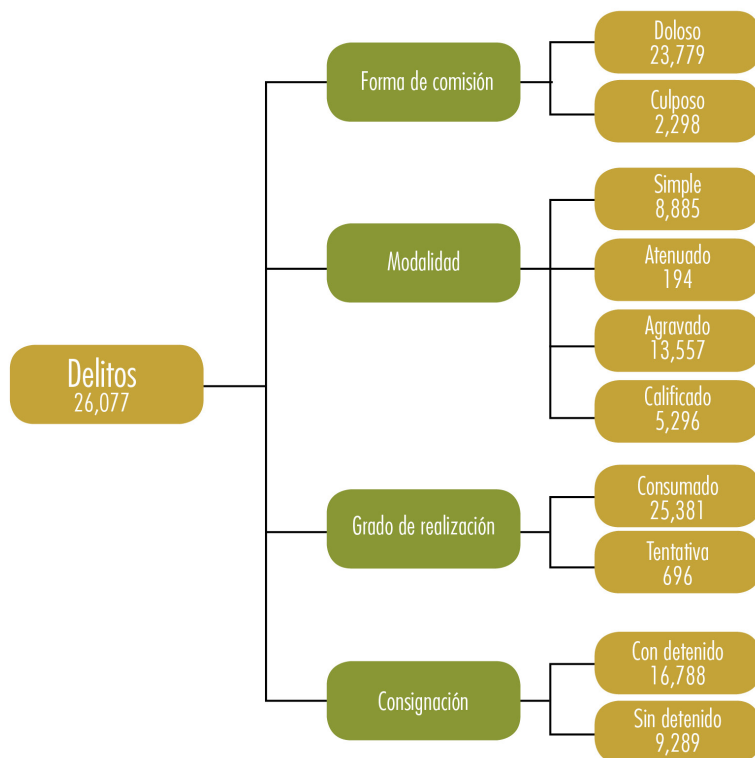 Delitos
26,077
Forma de comisión
Doloso
23,779
Culposo
2,298
Modalidad
Simple
8,885
Atenuado
194
Agravado
13,557
Calificado
5,296
Grado de realización
Consumado
25,381
Tentativa
696
Consignación
Con detenido
16,788
Sin detenido
9,289